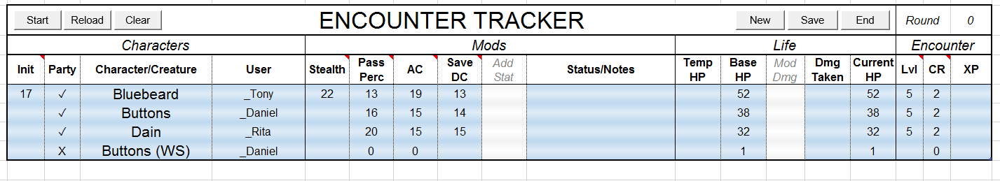 Start Reload Clear ENCOUNTER TRACKER New Save End Round 0
Characters Mods Life Encounter
Init Party Character/Creature User Stealth Pass Perc AC Save DC Add Stat Status/Notes Temp HP Base HP Mod Dmg Dmg Taken Current HP Lvl CR XP
17 ✓ Bluebeard _Tony 22 13 19 13 52 52 5 2
✓ Buttons _Daniel 16 15 14 38 38 5 2
✓ Dain _Rita 20 15 15 32 32 5 2
X Buttons (WS) _Daniel 0 0 1 1 0